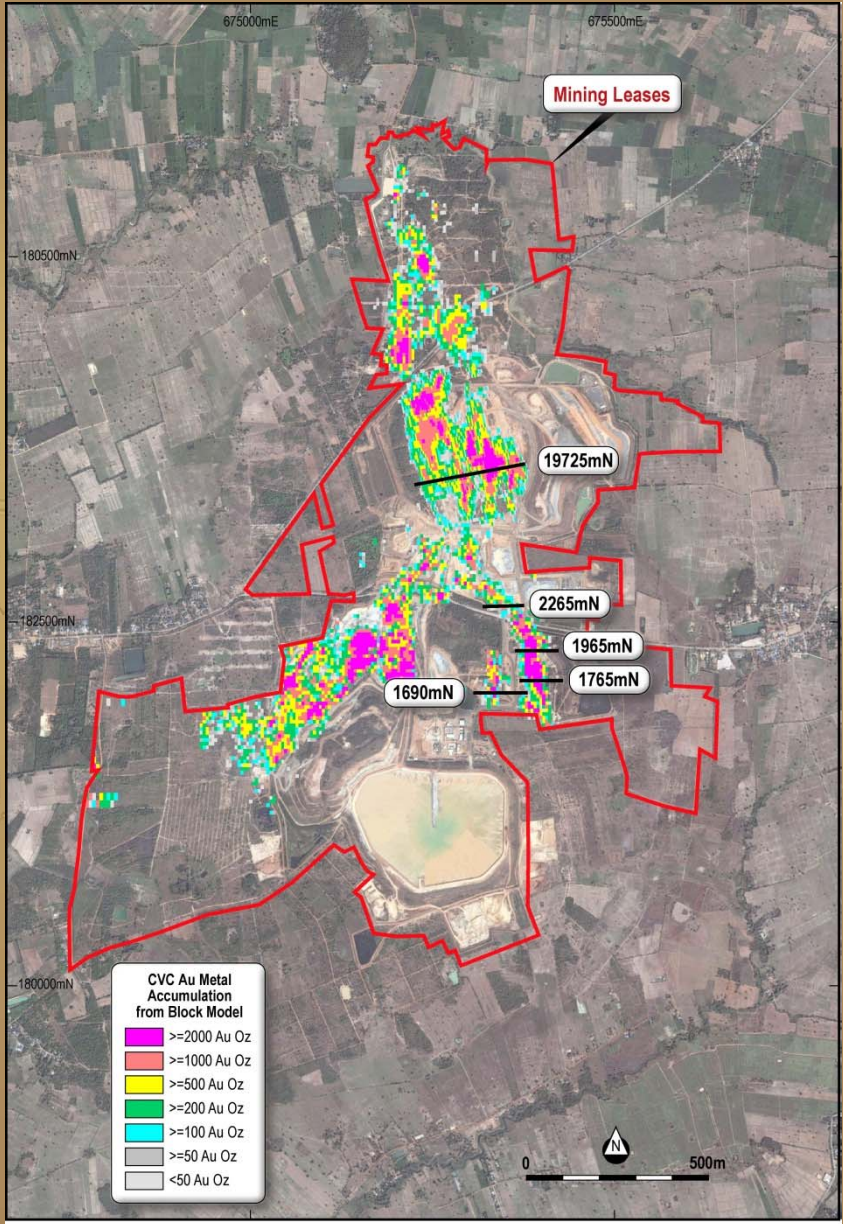 675000mE
675500mE
Mining Leases
180500mN
19725mN
2265mN
182500mN
1965mN
1765mN
1690mN
180000mN
CVC Au Metal
Accumulation
from Block Model
>=2000 Au Oz
>=1000 Au Oz
>=500 Au Oz
>=200 Au Oz
>=100 Au Oz
>=50 Au Oz
<50 Au Oz
N
0
500m